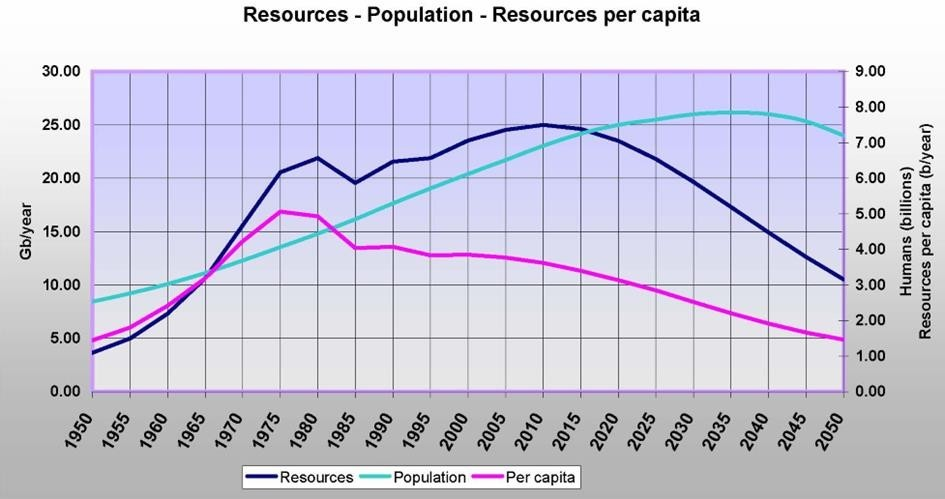 Resources - Population - Resources per capita
30.00
25.00
20.00
15.00
10.00
5.00
0.00
Gb/year
9.00
8.00
7.00
6.00
5.00
4.00
3.00
2.00
1.00
0.00
Humans (billions)
Resources per capita (b/year)
1950 1955 1960 1965 1970 1975 1980 1985 1990 1995 2000 2005 2010 2015 2020 2025 2030 2035 2040 2045 2050
Resources Population Per capita